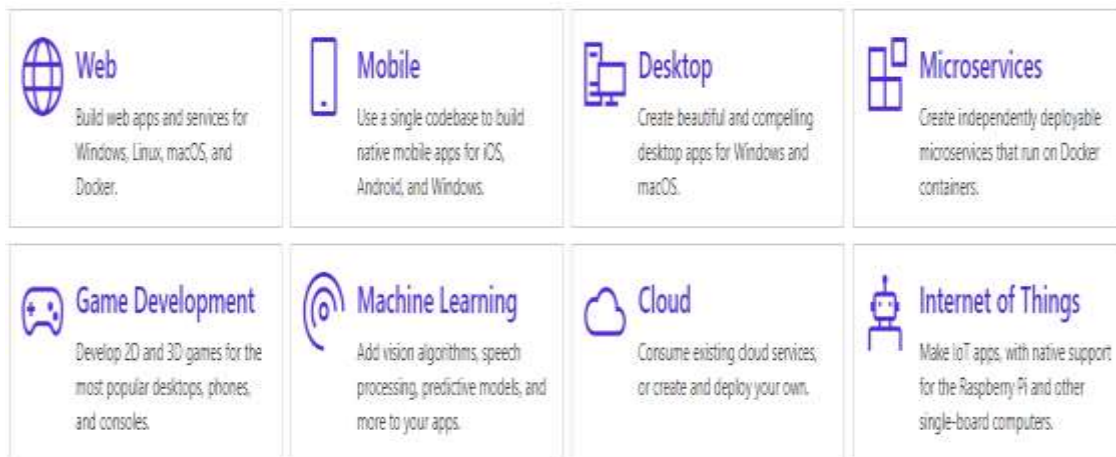 Web
Build web apps and services for
Windows, Linux, macOS, and
Docker.
Mobile
Use a single codebase to build
native mobile apps for iOS,
Android, and Windows.
Desktop
Create beautiful and compelling
desktop apps for Windows and
macOS.
Microservices
Create independently deployable
microservices that run on Docker
containers.
Game Development
Develop 2D and 3D games for the
most popular desktops, phones,
and consoles.
Machine Learning
Add vision algorithms, speech
processing, predictive models, and
more to your apps.
Cloud
Consume existing cloud services,
or create and deploy your own.
Internet of Things
Make IoT apps, with native support
for the Raspberry Pi and other
single-board computers.